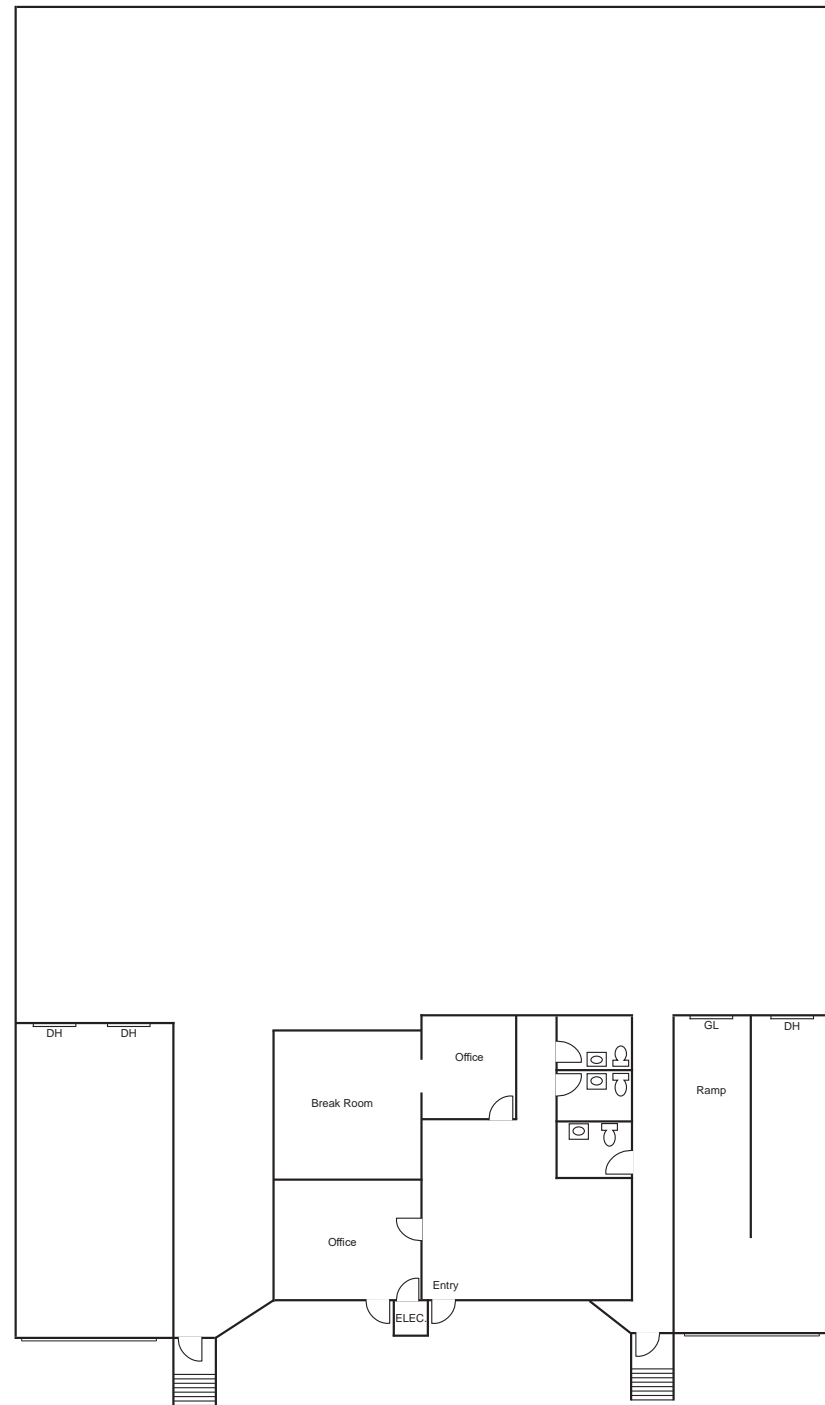 DH
DH
GL
DH
Office
Ramp
Break Room
Office
Entry
ELEC.